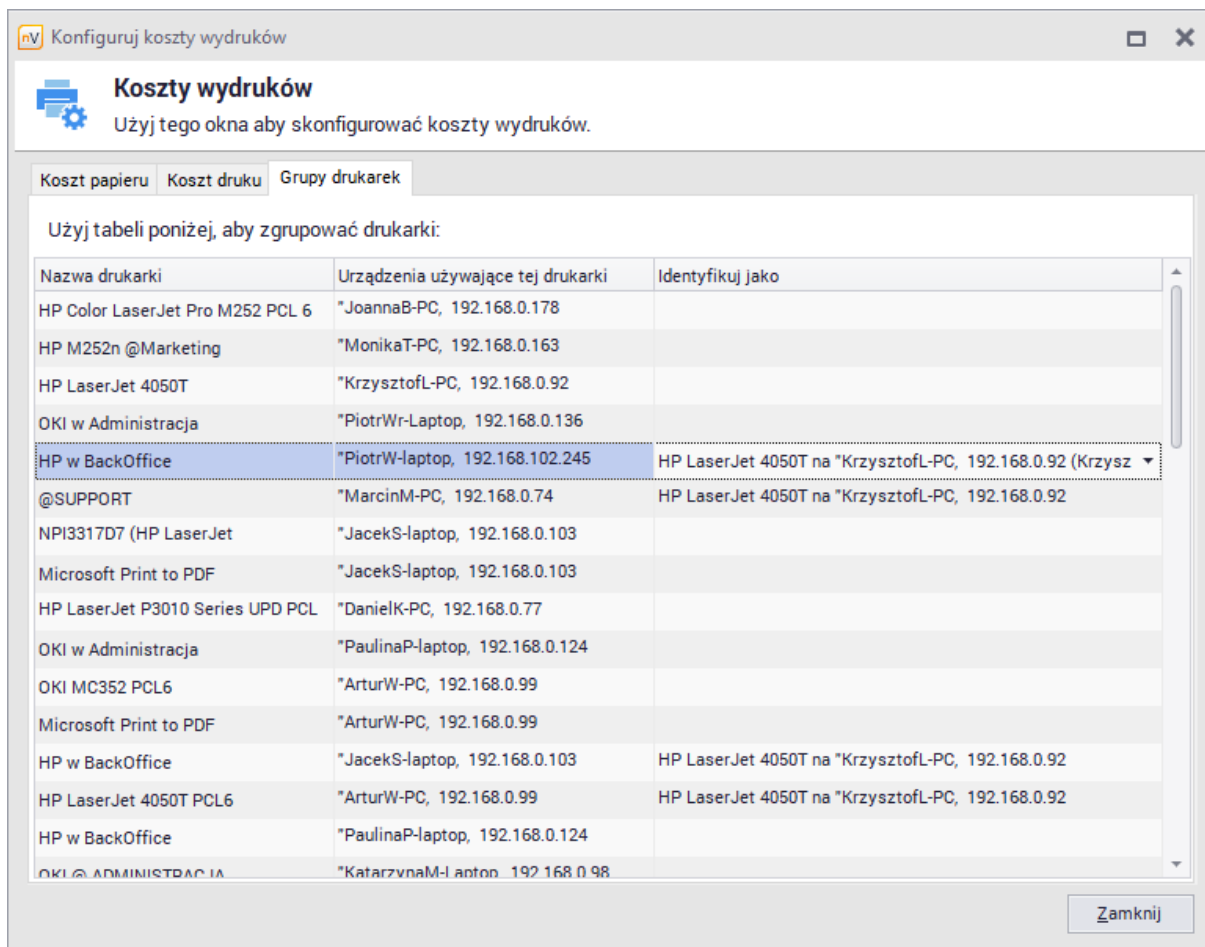 nV Konfiguruj koszty wydruków
Koszty wydruków
Użyj tego okna aby skonfigurować koszty wydruków.
Koszt papieru Koszt druku Grupy drukarek
Użyj tabeli poniżej, aby zgrupować drukarki:
Nazwa drukarki Urządzenia używające tej drukarki Identyfikuj jako
HP Color LaserJet Pro M252 PCL 6 "JoannaB-PC, 192.168.0.178
HP M252n @Marketing "MonikaT-PC, 192.168.0.163
HP LaserJet 4050T "KrzysztofL-PC, 192.168.0.92
OKI w Administracja "PiotrWr-Laptop, 192.168.0.136
HP w BackOffice "PiotrW-laptop, 192.168.102.245 HP LaserJet 4050T na "KrzysztofL-PC, 192.168.0.92 (Krzysz
@SUPPORT "MarcinM-PC, 192.168.0.74 HP LaserJet 4050T na "KrzysztofL-PC, 192.168.0.92
NPI3317D7 (HP LaserJet "JacekS-laptop, 192.168.0.103
Microsoft Print to PDF "JacekS-laptop, 192.168.0.103
HP LaserJet P3010 Series UPD PCL "DanielK-PC, 192.168.0.77
OKI w Administracja "PaulinaP-laptop, 192.168.0.124
OKI MC352 PCL6 "ArturW-PC, 192.168.0.99
Microsoft Print to PDF "ArturW-PC, 192.168.0.99
HP w BackOffice "JacekS-laptop, 192.168.0.103 HP LaserJet 4050T na "KrzysztofL-PC, 192.168.0.92
HP LaserJet 4050T PCL6 "ArturW-PC, 192.168.0.99 HP LaserJet 4050T na "KrzysztofL-PC, 192.168.0.92
HP w BackOffice "PaulinaP-laptop, 192.168.0.124
OKI @ ADMINISTRACJA "KatarzynaM-Laptop, 192.168.0.98
Zamknij